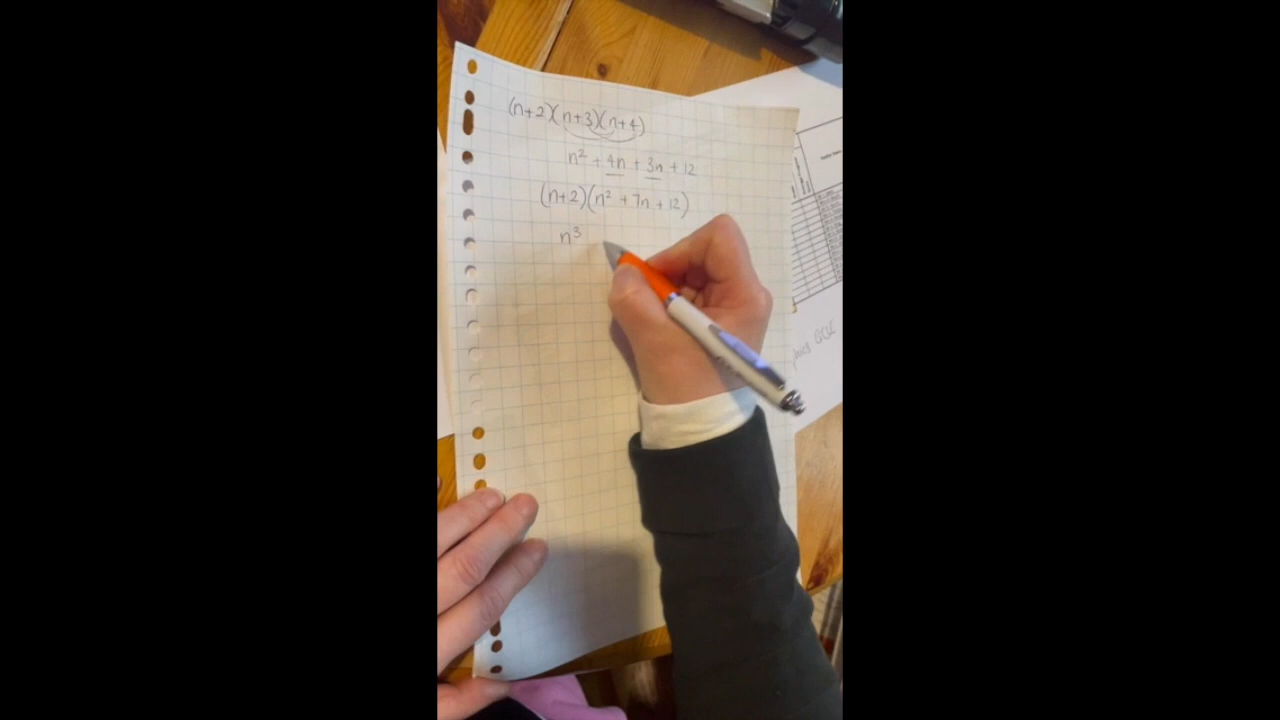 (n+2)(n+3)(n+4)
n² + 4n + 3n + 12
(n+2)(n² + 7n + 12)
n³